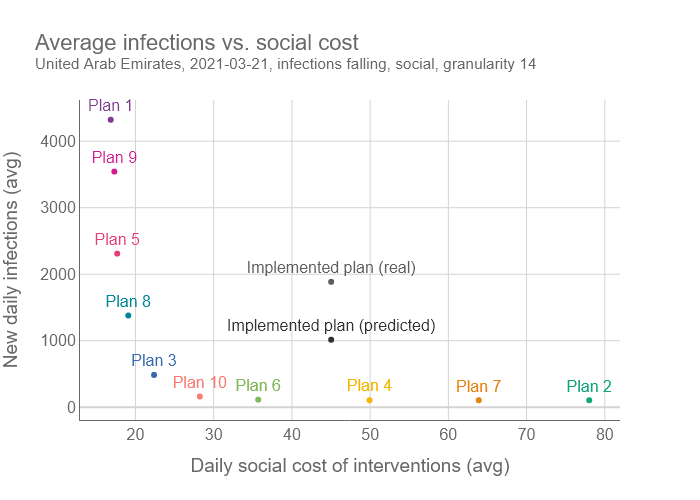 Average infections vs. social cost
United Arab Emirates, 2021-03-21, infections falling, social, granularity 14
Plan 1
4000
Plan 9
3000
Plan 5
Implemented plan (real)
2000
Plan 8
Implemented plan (predicted)
1000
Plan 3
Plan 10
Plan 6
Plan 4
Plan 7
Plan 2
0
20
30
40
50
60
70
80
New daily infections (avg)
Daily social cost of interventions (avg)